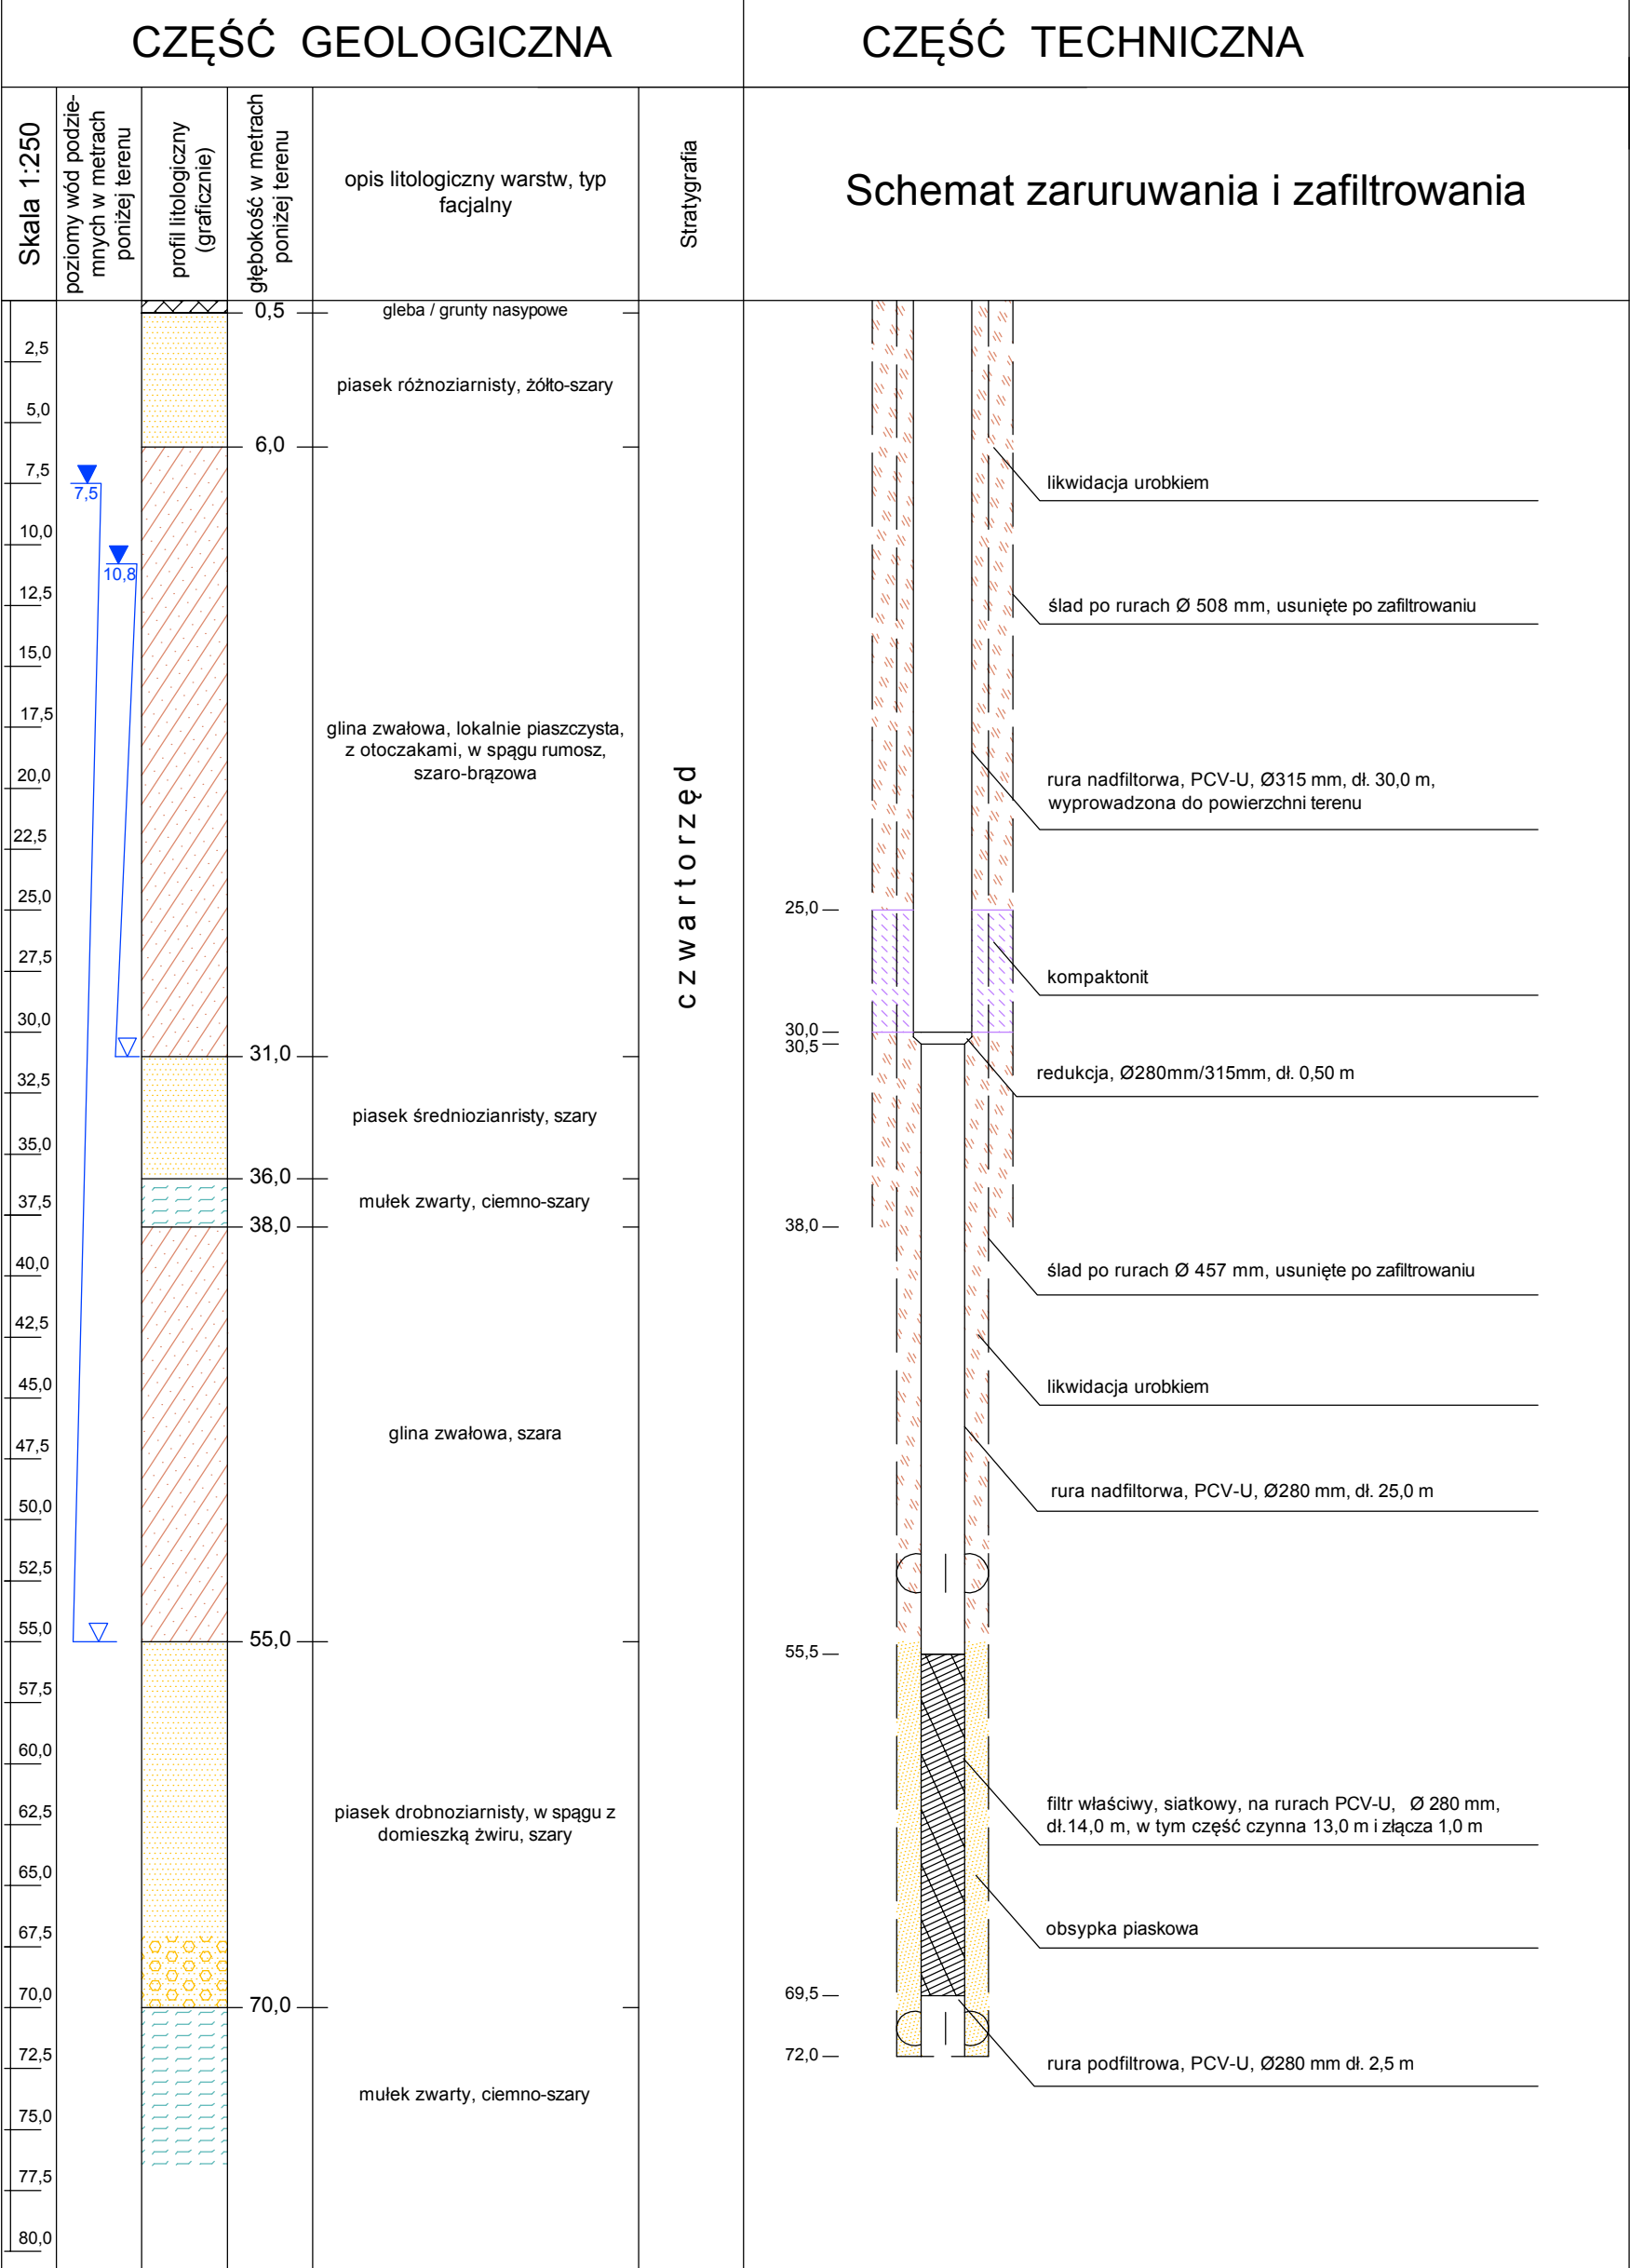 CZĘŚĆ GEOLOGICZNA
CZĘŚĆ TECHNICZNA
Skala 1:250
poziomy wód podzie-
mnych w metrach
poniżej terenu
profil litologiczny
(graficznie)
głębokość w metrach
poniżej terenu
opis litologiczny warstw, typ
facjalny
Stratygrafia
Schemat zaruruwania i zafiltrowania
2,5
5,0
7,5
10,0
12,5
15,0
17,5
20,0
22,5
25,0
27,5
30,0
32,5
35,0
37,5
40,0
42,5
45,0
47,5
50,0
52,5
55,0
57,5
60,0
62,5
65,0
67,5
70,0
72,5
75,0
77,5
80,0
7,5
10,8
0,5
6,0
31,0
36,0
38,0
55,0
70,0
gleba / grunty nasypowe
piasek różnoziarnisty, żółto-szary
glina zwałowa, lokalnie piaszczysta,
z otoczakami, w spągu rumosz,
szaro-brązowa
piasek średniozianristy, szary
mułek zwarty, ciemno-szary
glina zwałowa, szara
piasek drobnoziarnisty, w spągu z
domieszką żwiru, szary
mułek zwarty, ciemno-szary
czwartorzęd
25,0
30,0
30,5
38,0
55,5
69,5
72,0
likwidacja urobkiem
ślad po rurach Ø 508 mm, usunięte po zafiltrowaniu
rura nadfiltorwa, PCV-U, Ø315 mm, dł. 30,0 m,
wyprowadzona do powierzchni terenu
kompaktonit
redukcja, Ø280mm/315mm, dł. 0,50 m
ślad po rurach Ø 457 mm, usunięte po zafiltrowaniu
likwidacja urobkiem
rura nadfiltorwa, PCV-U, Ø280 mm, dł. 25,0 m
filtr właściwy, siatkowy, na rurach PCV-U, Ø 280 mm,
dł.14,0 m, w tym część czynna 13,0 m i złącza 1,0 m
obsypka piaskowa
rura podfiltrowa, PCV-U, Ø280 mm dł. 2,5 m